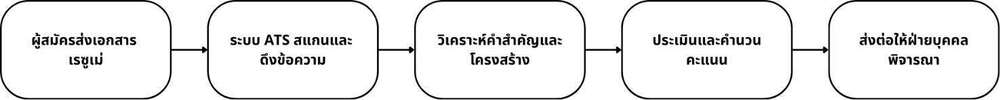 ผู้สมัครส่งเอกสาร
เรซูเม่
ระบบ ATS สแกนและ
ดึงข้อความ
วิเคราะห์คำสำคัญและ
โครงสร้าง
ประเมินและคำนวน
คะแนน
ส่งต่อให้ฝ่ายบุคคล
พิจารณา